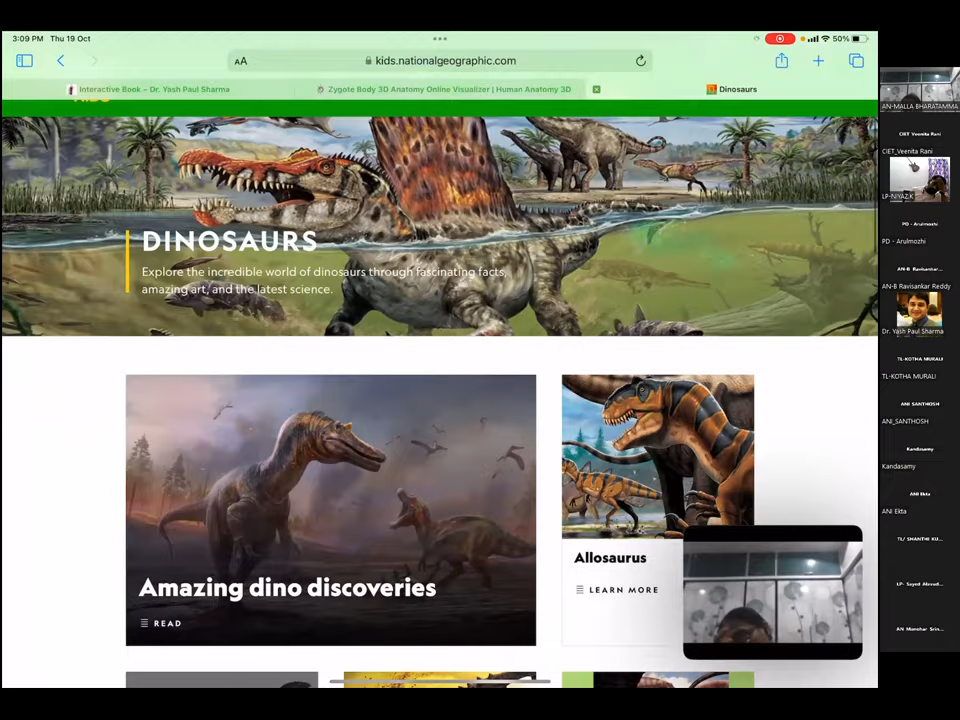 3:09 PM Thu 19 Oct
50%
AA
kids.nationalgeographic.com
Interactive Book – Dr. Yash Paul Sharma
Zygote Body 3D Anatomy Online Visualizer | Human Anatomy 3D
Dinosaurs
KIDS
DINOSAURS
Explore the incredible world of dinosaurs through fascinating facts,
amazing art, and the latest science.
Amazing dino discoveries
READ
Allosaurus
LEARN MORE
AN-MALLA BHARATAMMA
CIET_Veenita Rani
CIET_Veenita Rani
LP-NIYAZ K
PD - Arulmozhi
PD - Arulmozhi
AN-B Ravisankar...
AN-B Ravisankar Reddy
Dr. Yash Paul Sharma
TL-KOTHA MURALI
TL-KOTHA MURALI
ANI SANTHOSH
ANI_SANTHOSH
Kandasamy
Kandasamy
ANI Ekta
ANI Ekta
TL/ SHANTHI KU...
LP- Sayed Ahmad...
AN Manohar Srin...